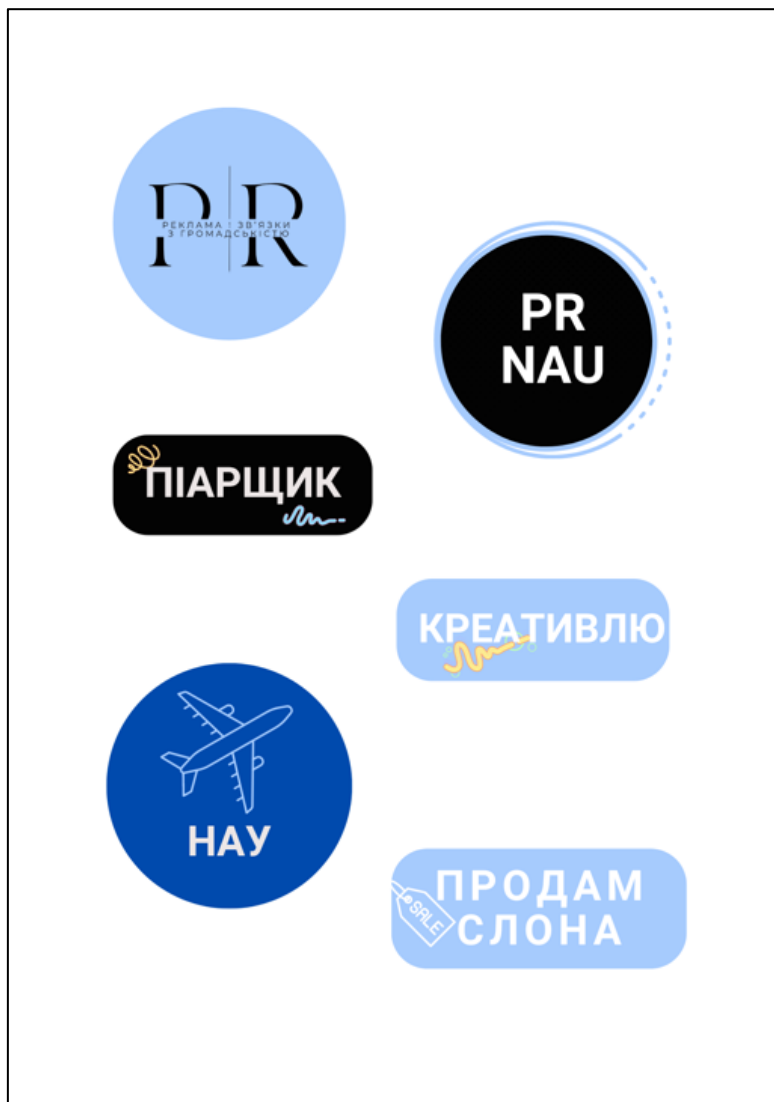 PR
РЕКЛАМА І ЗВ'ЯЗКИ
З ГРОМАДСЬКІСТЮ
PR
NAU
ПІАРЩИК
КРЕАТИВЛЮ
НАУ
ПРОДАМ
SALE
СЛОНА